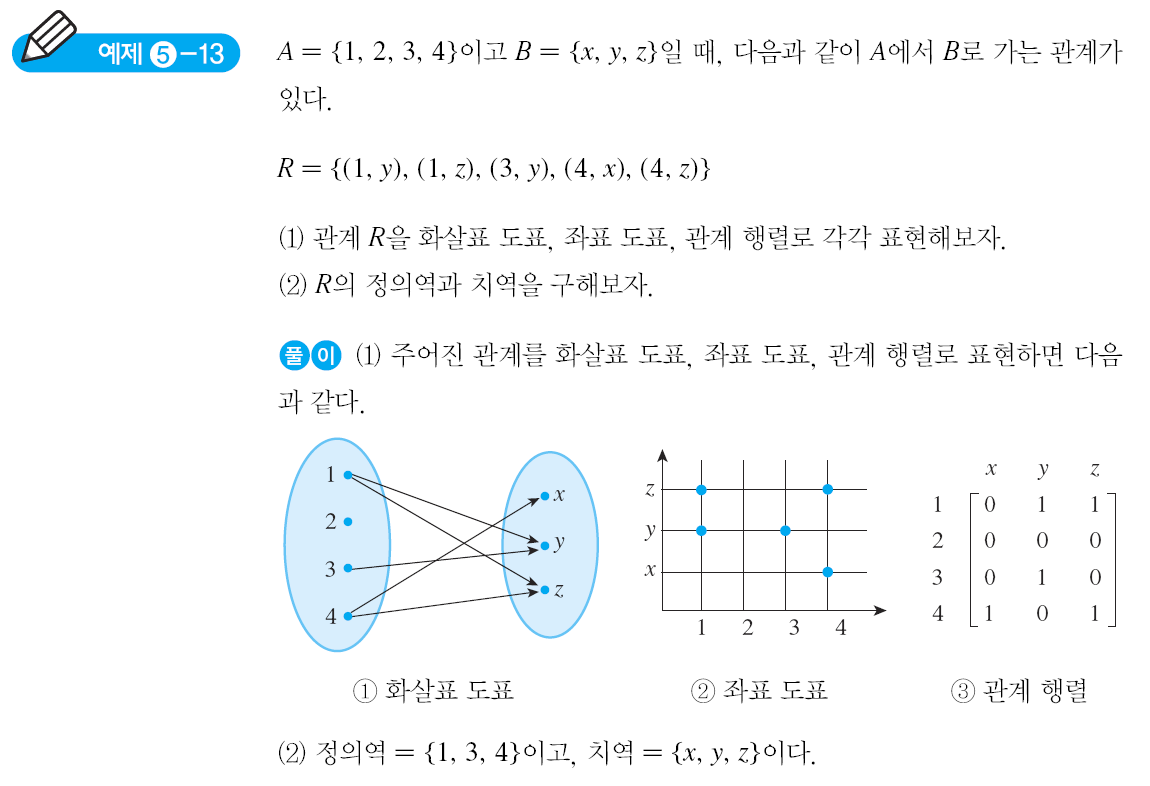 예제 5-13
A = {1, 2, 3, 4}이고 B = {x, y, z}일 때, 다음과 같이 A에서 B로 가는 관계가
있다.
R = {(1, y), (1, z), (3, y), (4, x), (4, z)}
(1) 관계 R을 화살표 도표, 좌표 도표, 관계 행렬로 각각 표현해보자.
(2) R의 정의역과 치역을 구해보자.
풀이 (1) 주어진 관계를 화살표 도표, 좌표 도표, 관계 행렬로 표현하면 다음
과 같다.
1
2
3
4
x
y
z
z
y
x
1 2 3 4
x y z
1 0 1 1
2 0 0 0
3 0 1 0
4 1 0 1
① 화살표 도표
② 좌표 도표
③ 관계 행렬
(2) 정의역 = {1, 3, 4}이고, 치역 = {x, y, z}이다.